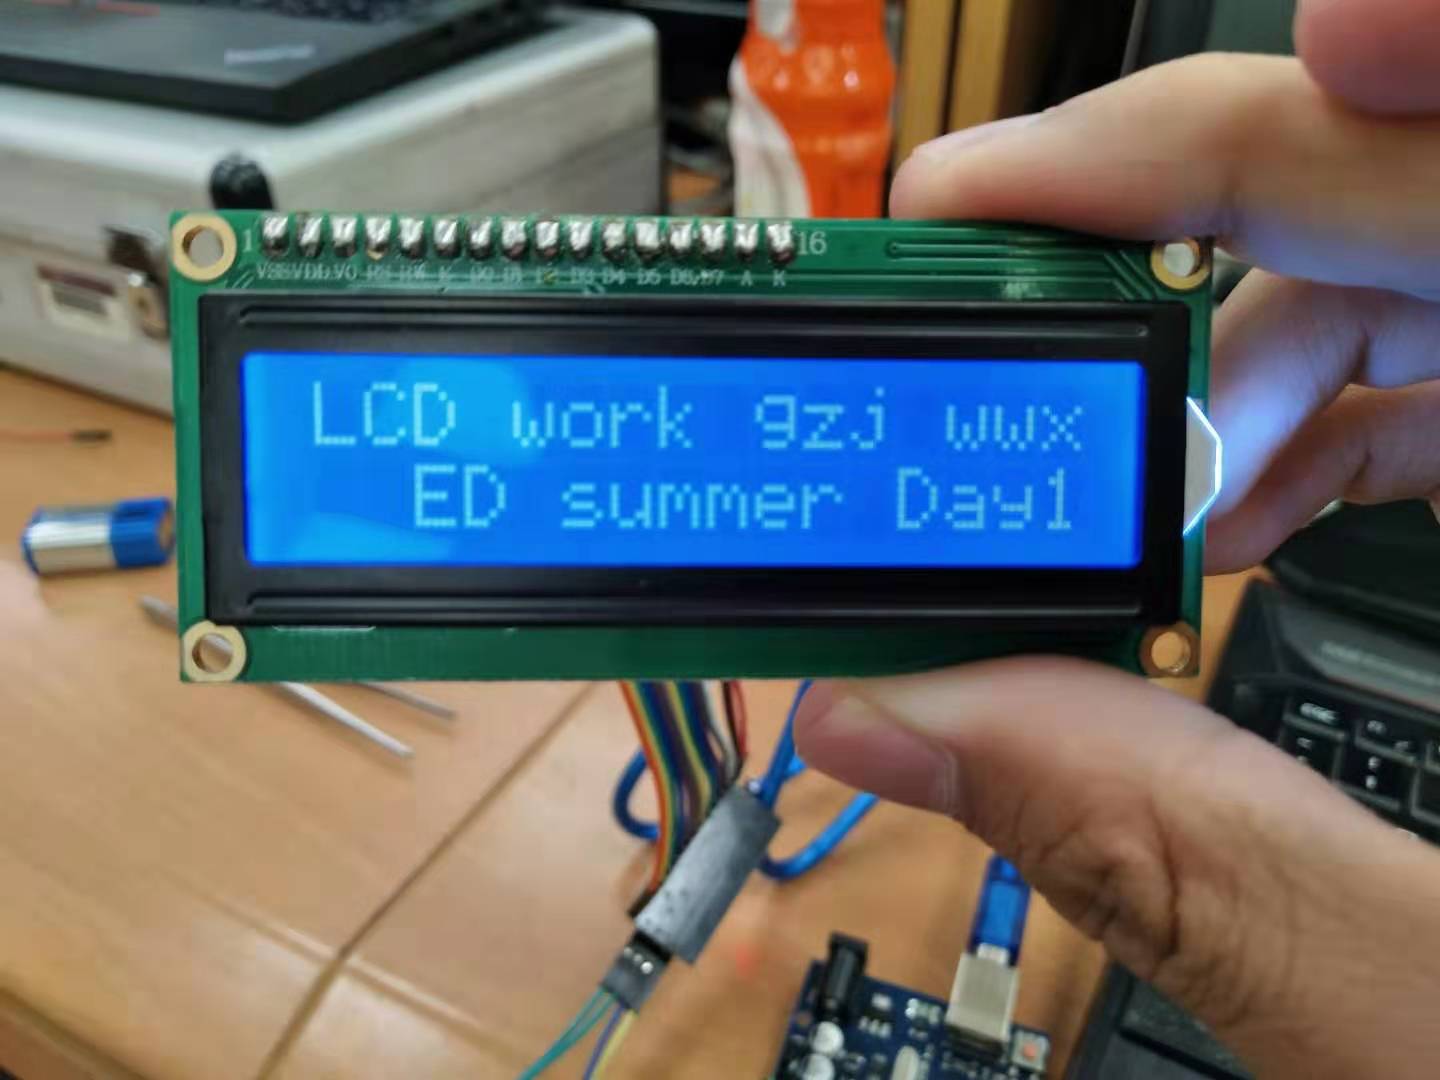 1 16
VSS VDD VO RS RW E D0 D1 D2 D3 D4 D5 D6 D7 A K
LCD work gzj wwx
ED summer Day1
esc